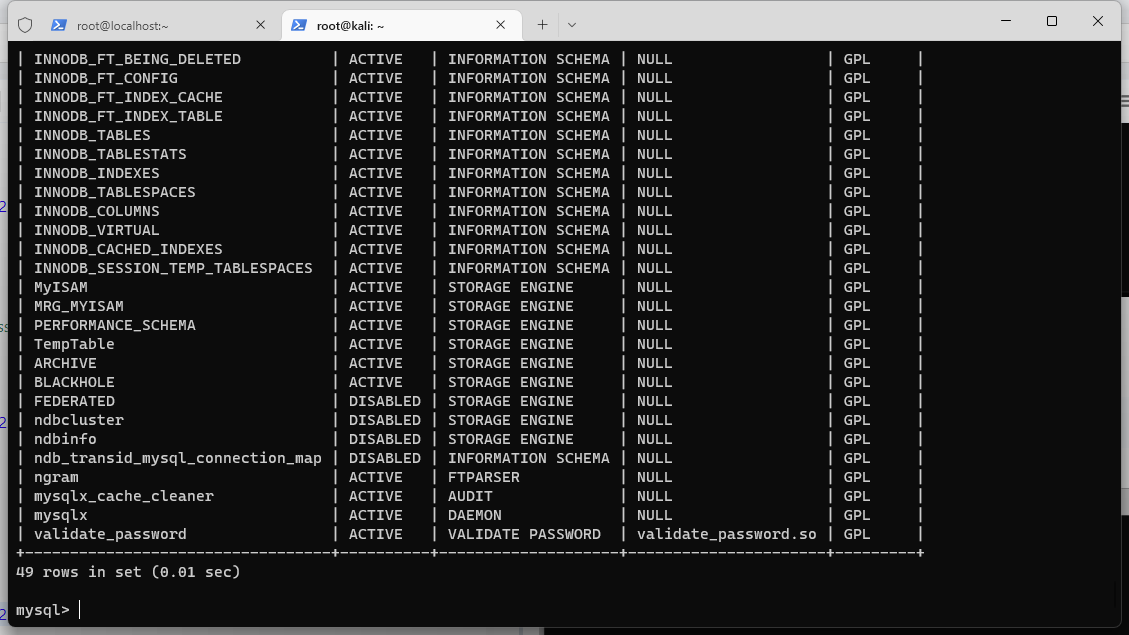 root@localhost:~
root@kali: ~
| INNODB_FT_BEING_DELETED | ACTIVE | INFORMATION SCHEMA | NULL | GPL |
| INNODB_FT_CONFIG | ACTIVE | INFORMATION SCHEMA | NULL | GPL |
| INNODB_FT_INDEX_CACHE | ACTIVE | INFORMATION SCHEMA | NULL | GPL |
| INNODB_FT_INDEX_TABLE | ACTIVE | INFORMATION SCHEMA | NULL | GPL |
| INNODB_TABLES | ACTIVE | INFORMATION SCHEMA | NULL | GPL |
| INNODB_TABLESTATS | ACTIVE | INFORMATION SCHEMA | NULL | GPL |
| INNODB_INDEXES | ACTIVE | INFORMATION SCHEMA | NULL | GPL |
| INNODB_TABLESPACES | ACTIVE | INFORMATION SCHEMA | NULL | GPL |
| INNODB_COLUMNS | ACTIVE | INFORMATION SCHEMA | NULL | GPL |
| INNODB_VIRTUAL | ACTIVE | INFORMATION SCHEMA | NULL | GPL |
| INNODB_CACHED_INDEXES | ACTIVE | INFORMATION SCHEMA | NULL | GPL |
| INNODB_SESSION_TEMP_TABLESPACES | ACTIVE | INFORMATION SCHEMA | NULL | GPL |
| MyISAM | ACTIVE | STORAGE ENGINE | NULL | GPL |
| MRG_MYISAM | ACTIVE | STORAGE ENGINE | NULL | GPL |
| PERFORMANCE_SCHEMA | ACTIVE | STORAGE ENGINE | NULL | GPL |
| TempTable | ACTIVE | STORAGE ENGINE | NULL | GPL |
| ARCHIVE | ACTIVE | STORAGE ENGINE | NULL | GPL |
| BLACKHOLE | ACTIVE | STORAGE ENGINE | NULL | GPL |
| FEDERATED | DISABLED | STORAGE ENGINE | NULL | GPL |
| ndbcluster | DISABLED | STORAGE ENGINE | NULL | GPL |
| ndbinfo | DISABLED | STORAGE ENGINE | NULL | GPL |
| ndb_transid_mysql_connection_map | DISABLED | INFORMATION SCHEMA | NULL | GPL |
| ngram | ACTIVE | FTPARSER | NULL | GPL |
| mysqlx_cache_cleaner | ACTIVE | AUDIT | NULL | GPL |
| mysqlx | ACTIVE | DAEMON | NULL | GPL |
| validate_password | ACTIVE | VALIDATE PASSWORD | validate_password.so | GPL |
+----------------------------------+----------+--------------------+----------------------+---------+
49 rows in set (0.01 sec)
mysql>